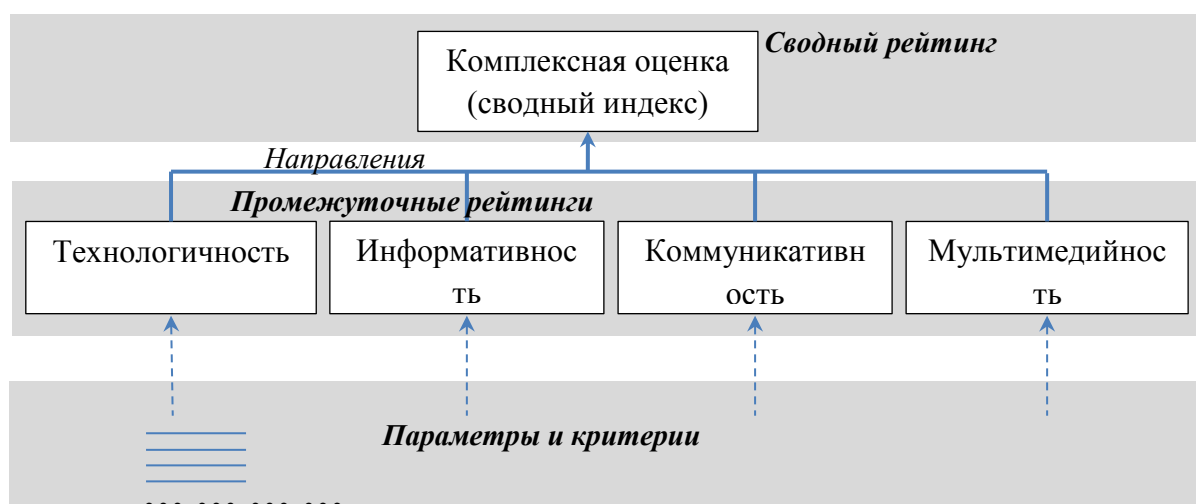 Сводный рейтинг
Комплексная оценка
(сводный индекс)
Направления
Промежуточные рейтинги
Технологичность
Информативнос
ть
Коммуникативн
ость
Мультимедийнос
ть
Параметры и критерии